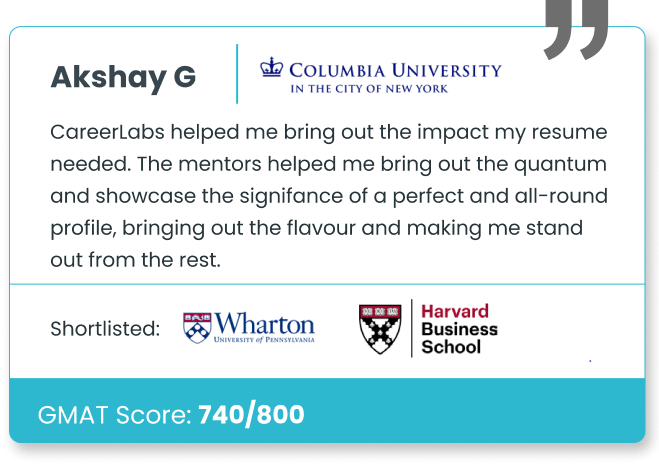 Akshay G
COLUMBIA UNIVERSITY
IN THE CITY OF NEW YORK
CareerLabs helped me bring out the impact my resume
needed. The mentors helped me bring out the quantum
and showcase the signifance of a perfect and all-round
profile, bringing out the flavour and making me stand
out from the rest.
Shortlisted:
Wharton
UNIVERSITY of PENNSYLVANIA
Harvard
Business
School
GMAT Score: 740/800